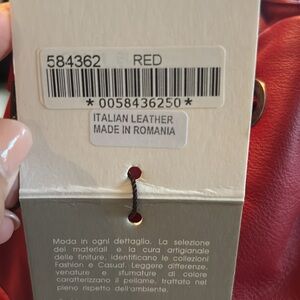 584362 RED
*0058436250*
ITALIAN LEATHER
MADE IN ROMANIA
Moda in ogni dettaglio. La selezione
dei materiali e la cura artigianale
delle finiture, identificano le collezioni
Fashion e Casual. Leggere differenze,
venature e sfumature di colore
caratterizzano il pellame, trattato nel
pieno rispetto dell'ambiente.